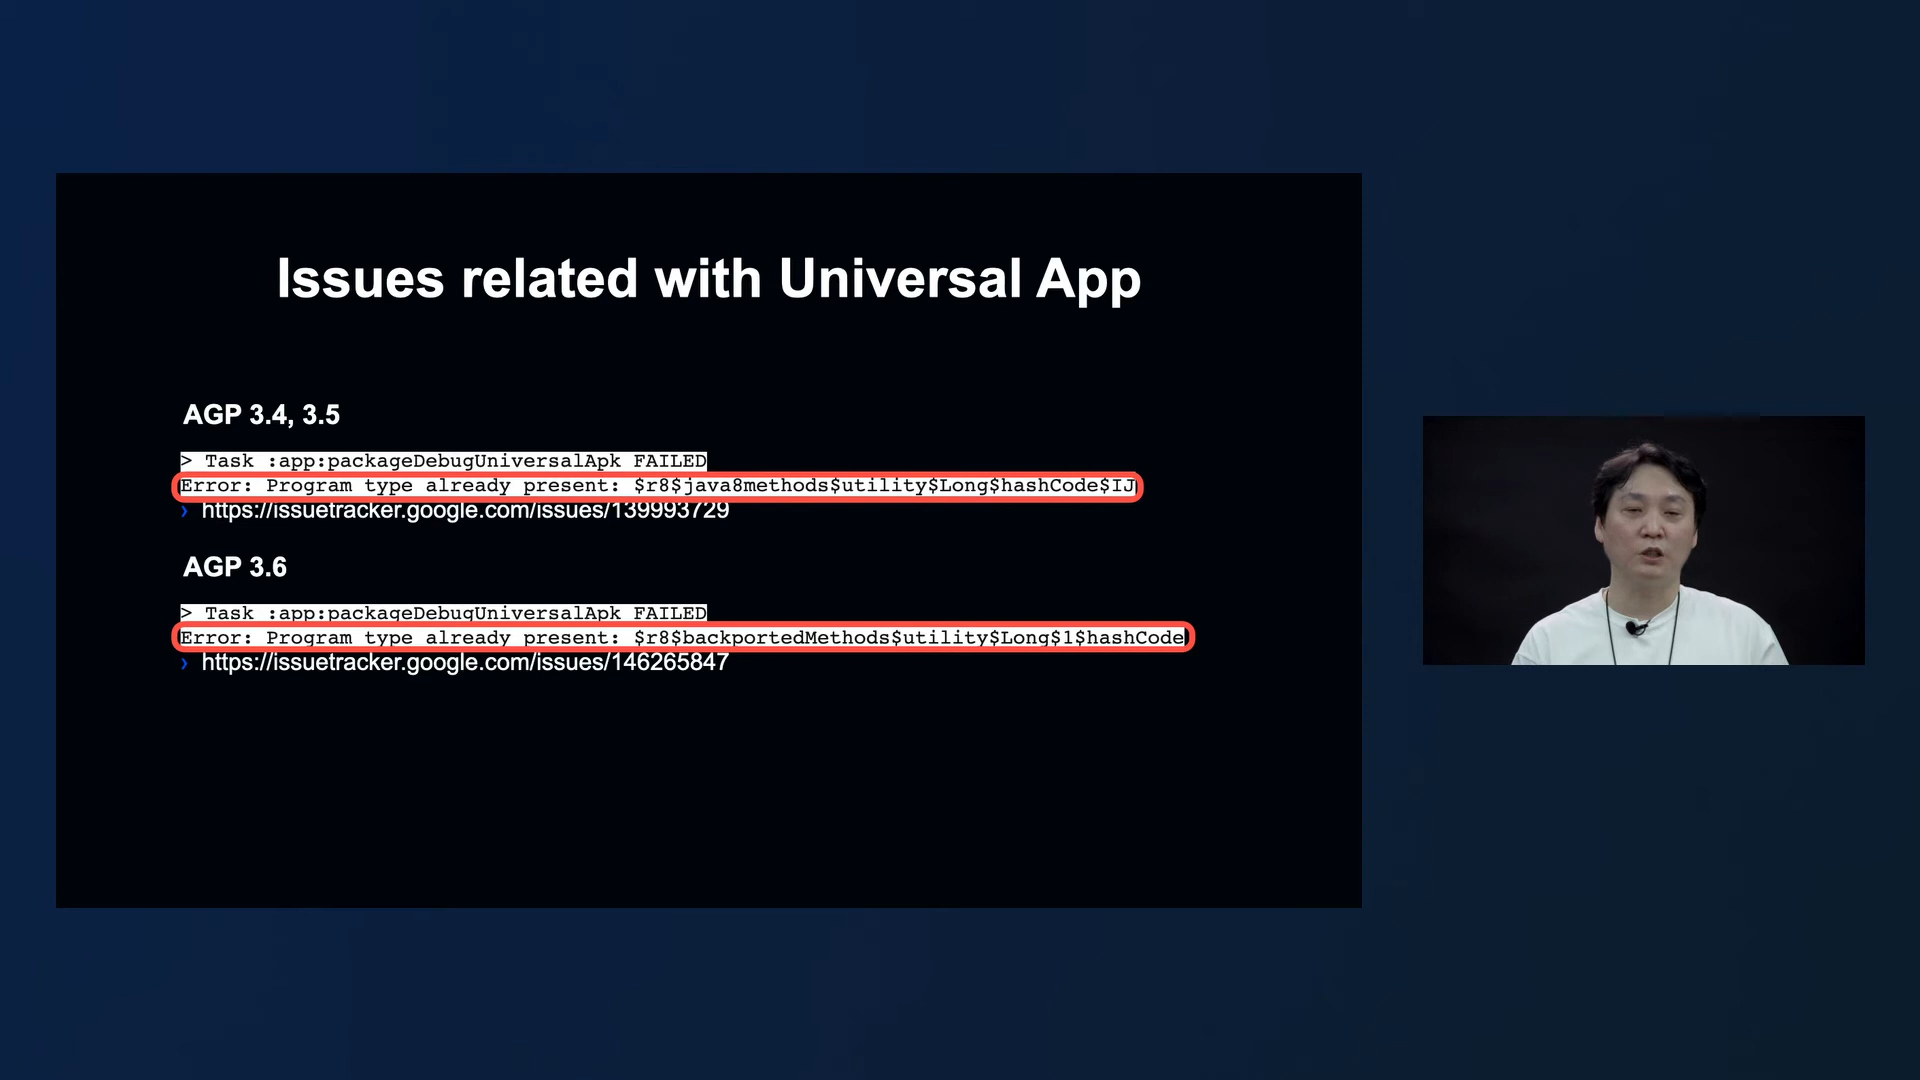 Issues related with Universal App
AGP 3.4, 3.5
> Task :app:packageDebugUniversalApk FAILED
Error: Program type already present: $r8$java8methods$utility$Long$hashCode$IJ
› https://issuetracker.google.com/issues/139993729
AGP 3.6
> Task :app:packageDebugUniversalApk FAILED
Error: Program type already present: $r8$backportedMethods$utility$Long$1$hashCode
› https://issuetracker.google.com/issues/146265847